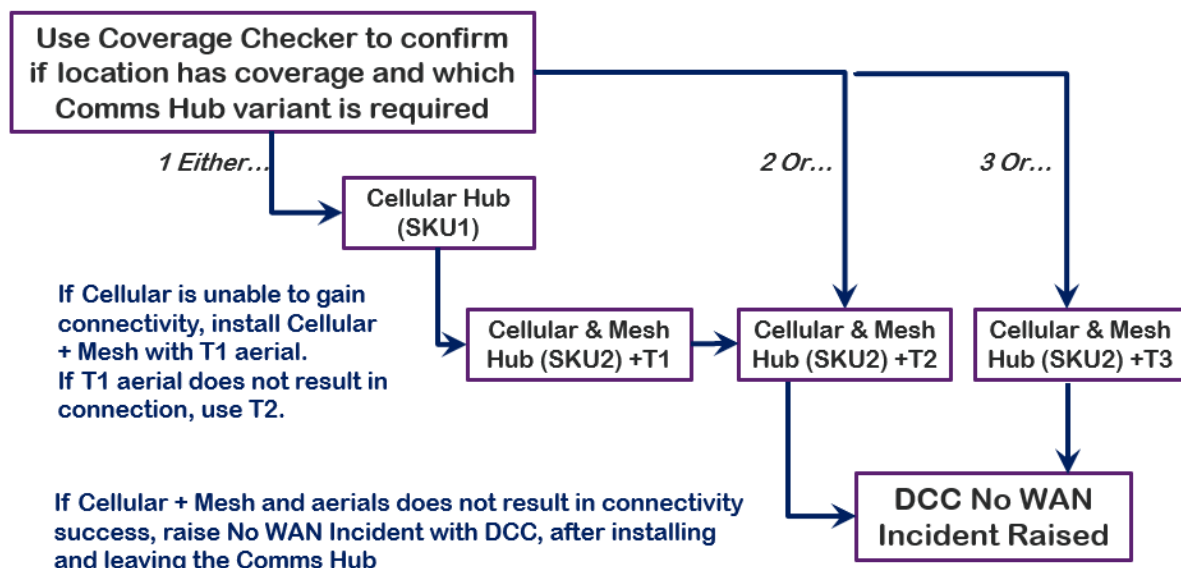 Use Coverage Checker to confirm
if location has coverage and which
Comms Hub variant is required
1 Either...
2 Or...
3 Or...
Cellular Hub
(SKU1)
If Cellular is unable to gain
connectivity, install Cellular
+ Mesh with T1 aerial.
If T1 aerial does not result in
connection, use T2.
Cellular & Mesh
Hub (SKU2) +T1
Cellular & Mesh
Hub (SKU2) +T2
Cellular & Mesh
Hub (SKU2) +T3
If Cellular + Mesh and aerials does not result in connectivity
success, raise No WAN Incident with DCC, after installing
and leaving the Comms Hub
DCC No WAN
Incident Raised